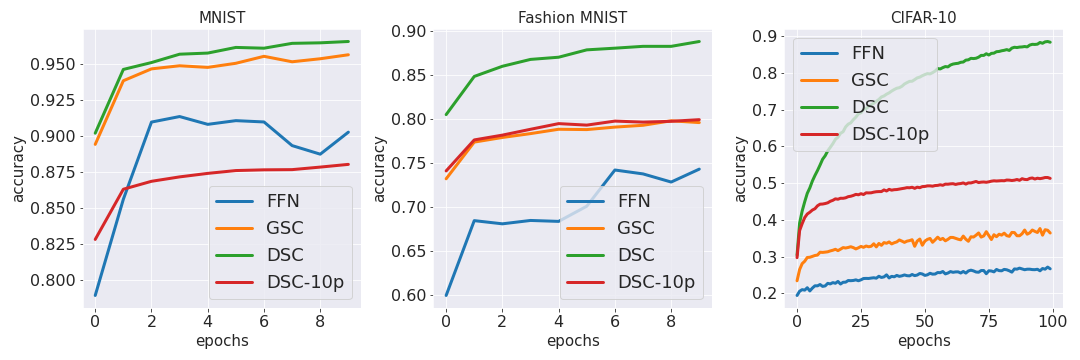 MNIST
accuracy
0.950
0.925
0.900
0.875
0.850
0.825
0.800
FFN
GSC
DSC
DSC-10p
0 2 4 6 8
epochs
Fashion MNIST
accuracy
0.90
0.85
0.80
0.75
0.70
0.65
0.60
FFN
GSC
DSC
DSC-10p
0 2 4 6 8
epochs
CIFAR-10
accuracy
0.9
0.8
0.7
0.6
0.5
0.4
0.3
0.2
FFN
GSC
DSC
DSC-10p
0 25 50 75 100
epochs